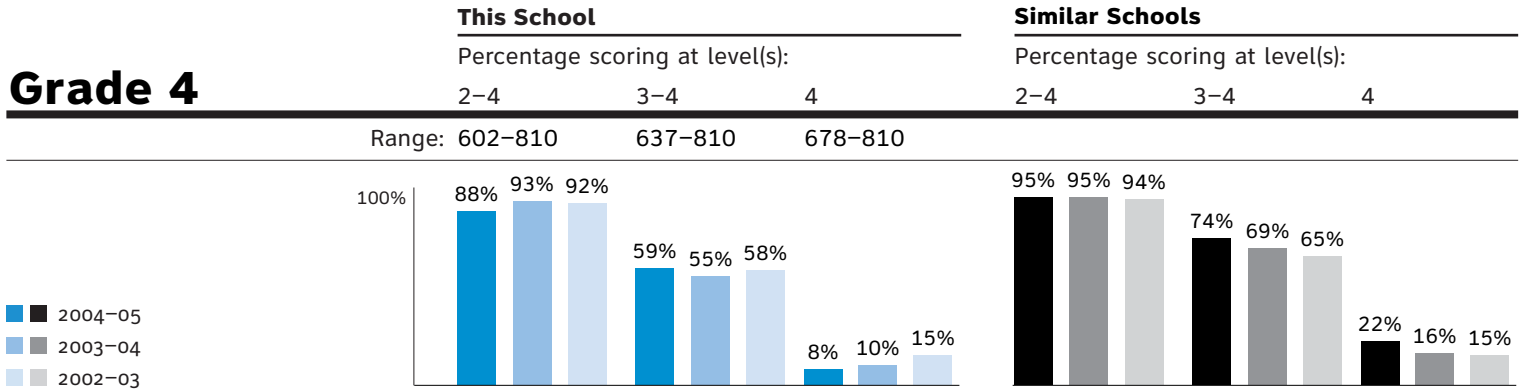 This School Similar Schools
Percentage scoring at level(s): Percentage scoring at level(s):
Grade 4 2–4 3–4 4 2–4 3–4 4
Range: 602–810 637–810 678–810
100% 88% 93% 92% 59% 55% 58% 8% 10% 15% 95% 95% 94% 74% 69% 65% 22% 16% 15%
2004–05
2003–04
2002–03